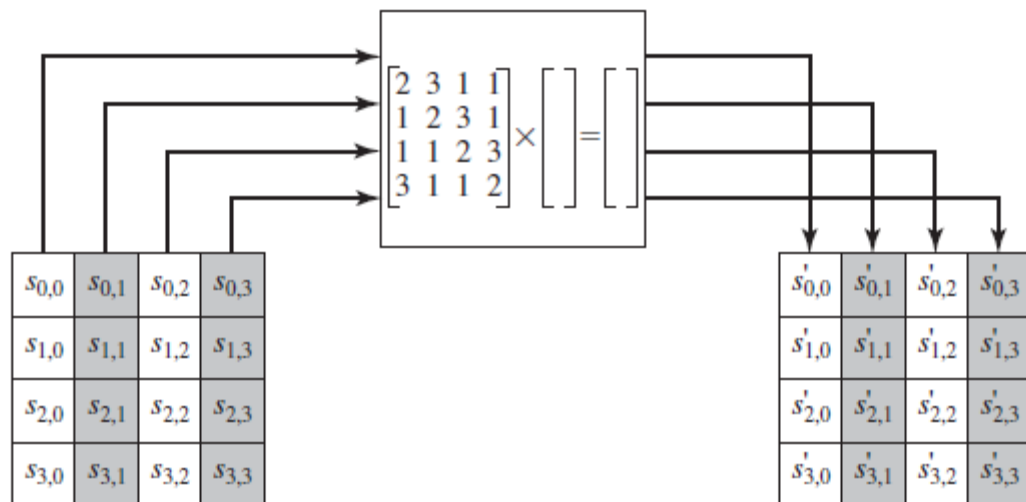 2 3 1 1
1 2 3 1
1 1 2 3
3 1 1 2
× =
s0,0 s0,1 s0,2 s0,3
s1,0 s1,1 s1,2 s1,3
s2,0 s2,1 s2,2 s2,3
s3,0 s3,1 s3,2 s3,3
s'0,0 s'0,1 s'0,2 s'0,3
s'1,0 s'1,1 s'1,2 s'1,3
s'2,0 s'2,1 s'2,2 s'2,3
s'3,0 s'3,1 s'3,2 s'3,3